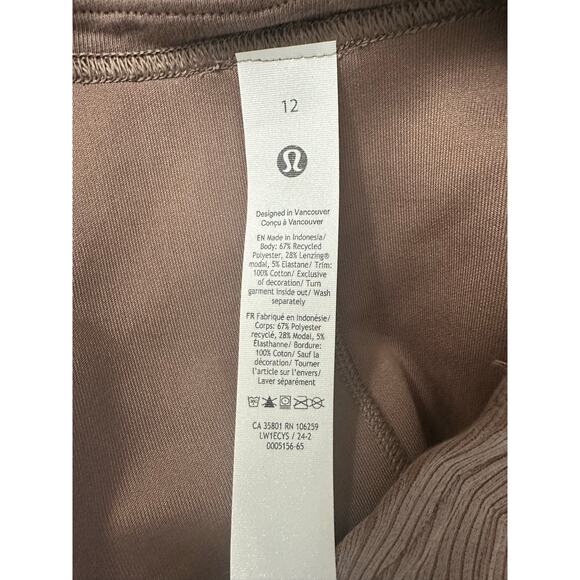 12
Designed in Vancouver
Conçu à Vancouver
EN Made in Indonesia/
Body: 67% Recycled
Polyester, 28% Lenzing®
modal, 5% Elastane/ Trim:
100% Cotton/ Exclusive
of decoration/ Turn
garment inside out/ Wash
separately
FR Fabriqué en Indonésie/
Corps: 67% Polyester
recyclé, 28% Modal, 5%
Élasthanne/ Bordure:
100% Coton/ Sauf la
décoration/ Tourner
l'article sur l'envers/
Laver séparément
CA 35801 RN 106259
LW1ECYS / 24-2
0005156-65